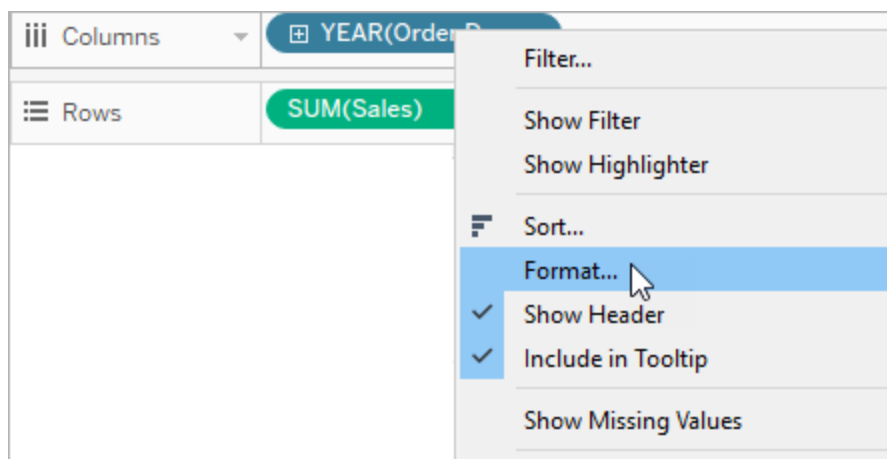 Columns
YEAR(Order
Rows
SUM(Sales)
Filter...
Show Filter
Show Highlighter
Sort...
Format...
Show Header
Include in Tooltip
Show Missing Values